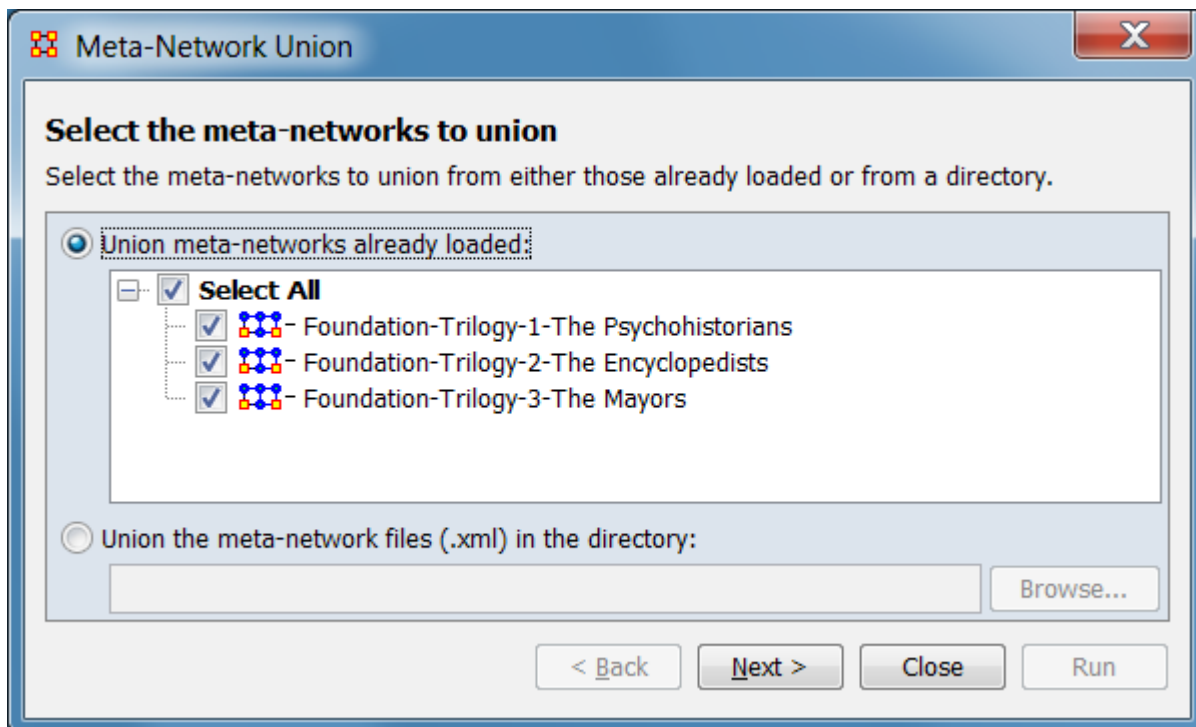 Meta-Network Union
X
Select the meta-networks to union
Select the meta-networks to union from either those already loaded or from a directory.
Union meta-networks already loaded:
Select All
- Foundation-Trilogy-1-The Psychohistorians
- Foundation-Trilogy-2-The Encyclopedists
- Foundation-Trilogy-3-The Mayors
Union the meta-network files (.xml) in the directory:
Browse...
< Back Next > Close Run